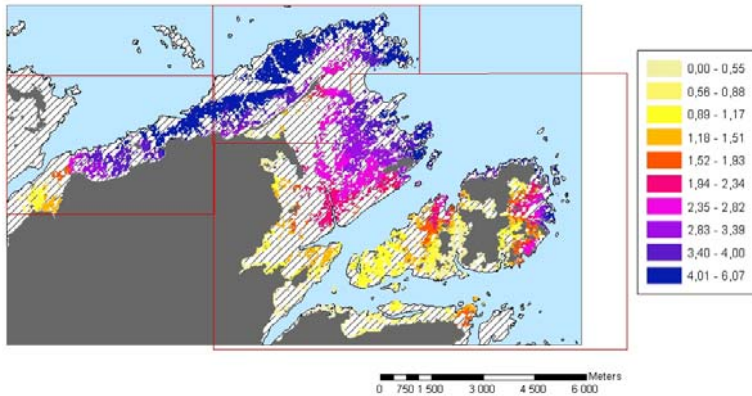 0,00 - 0,55
0,56 - 0,88
0,89 - 1,17
1,18 - 1,51
1,52 - 1,93
1,94 - 2,34
2,35 - 2,82
2,83 - 3,39
3,40 - 4,00
4,01 - 6,07
Meters
0 750 1 500 3 000 4 500 6 000